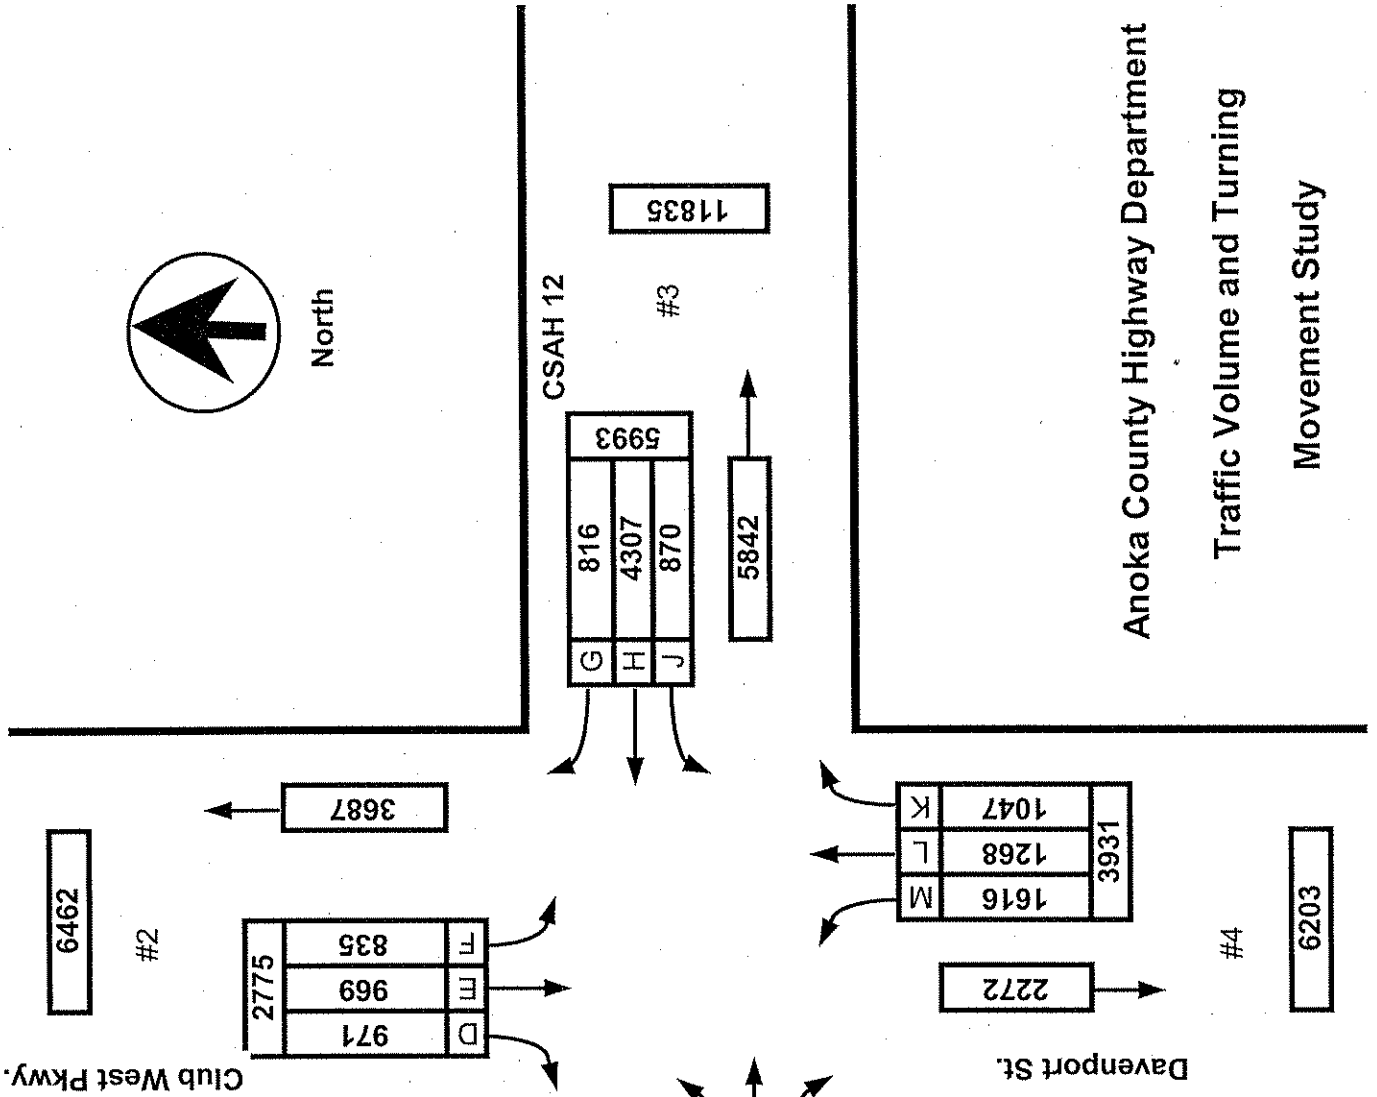 North
Club West Pkwy.
6462
#2
2775
971
969
835
D
E
F
3687
CSAH 12
G 816
H 4307
J 870
5993
#3
11835
5842
M L K
1616 1268 1047
3931
2272
#4
6203
Davenport St.
Anoka County Highway Department
Traffic Volume and Turning
Movement Study